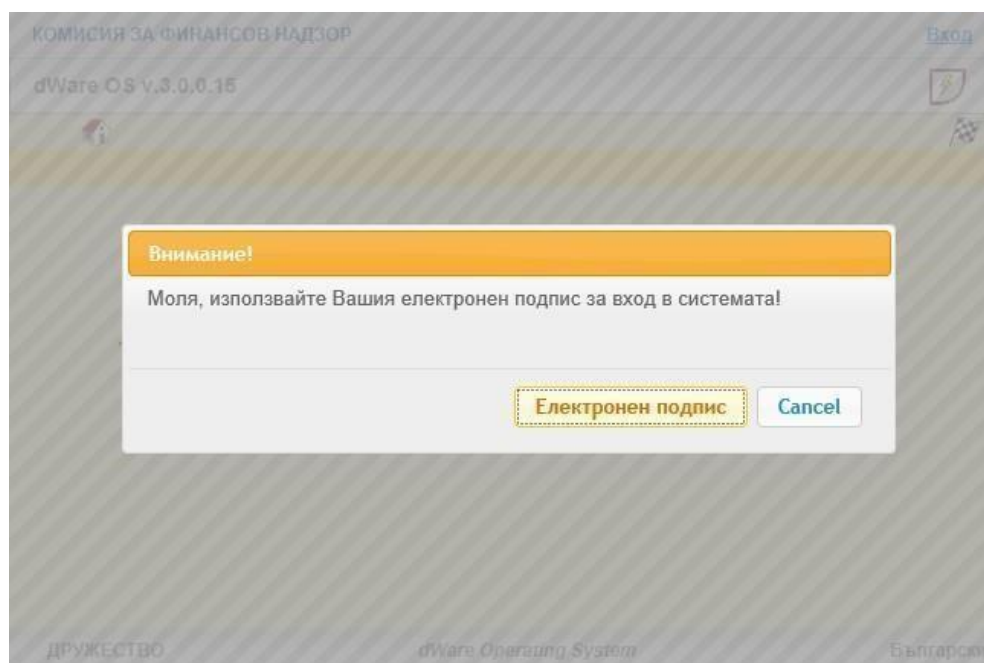 КОМИСИЯ ЗА ФИНАНСОВ НАДЗОР
Вход
dWare OS v.3.0.0.15
Внимание!
Моля, използвайте Вашия електронен подпис за вход в системата!
Електронен подпис
Cancel
ДРУЖЕСТВО
dWare Operating System
Български